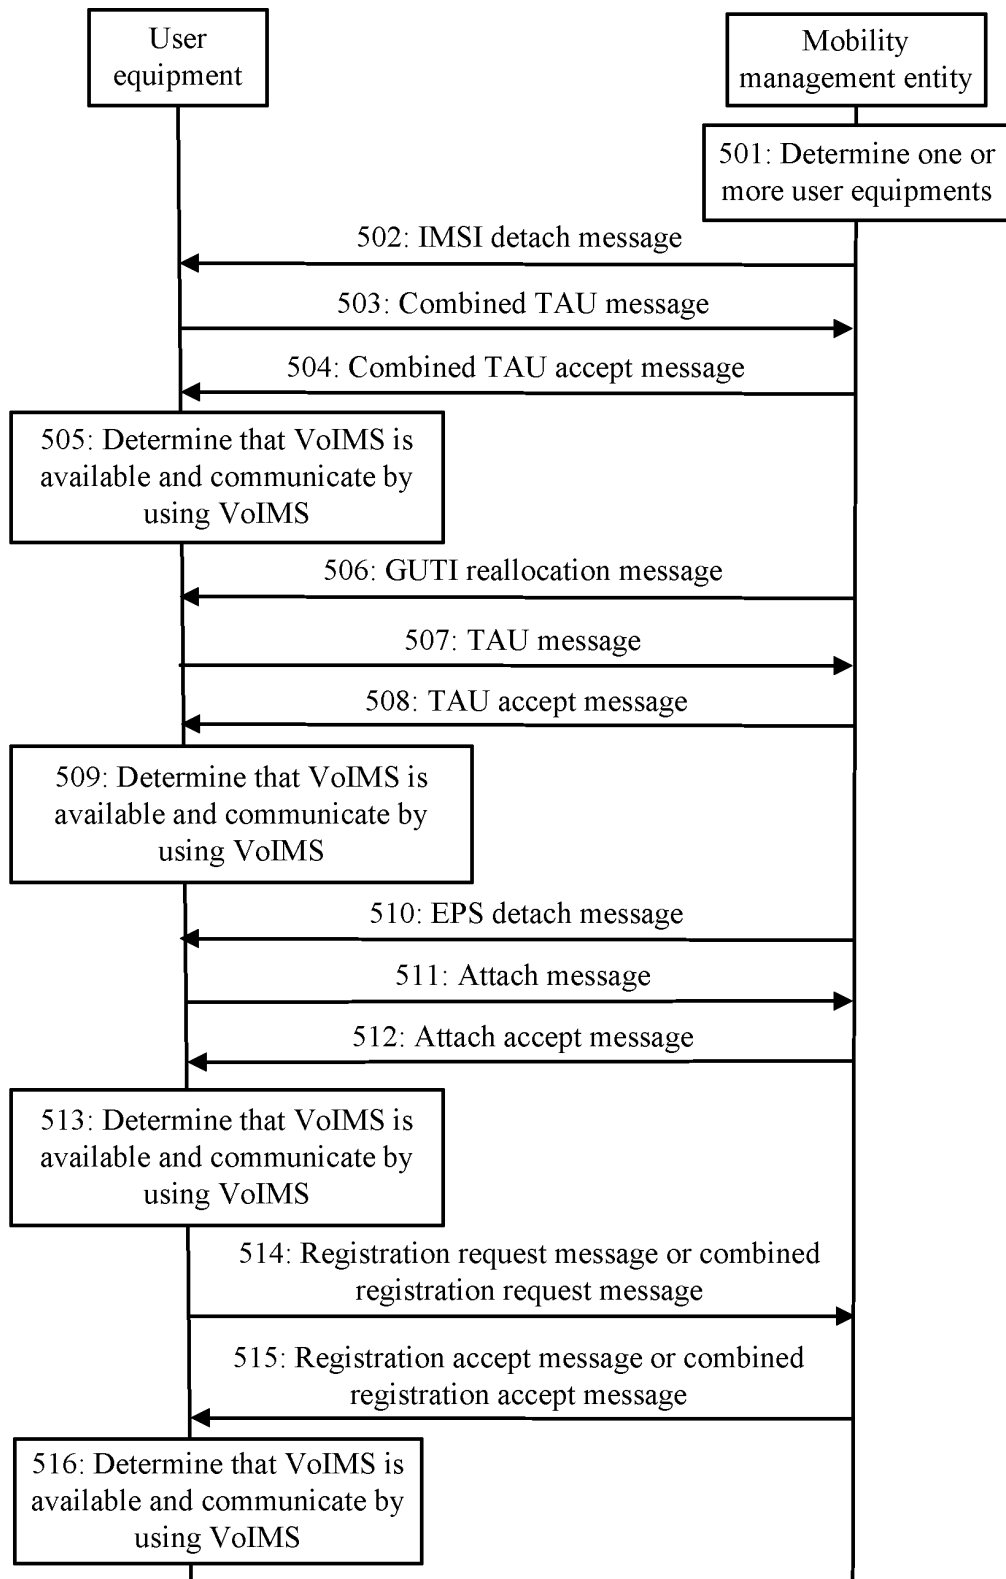 User
equipment
Mobility
management entity
501: Determine one or
more user equipments
502: IMSI detach message
503: Combined TAU message
504: Combined TAU accept message
505: Determine that VoIMS is
available and communicate by
using VoIMS
506: GUTI reallocation message
507: TAU message
508: TAU accept message
509: Determine that VoIMS is
available and communicate by
using VoIMS
510: EPS detach message
511: Attach message
512: Attach accept message
513: Determine that VoIMS is
available and communicate by
using VoIMS
514: Registration request message or combined
registration request message
515: Registration accept message or combined
registration accept message
516: Determine that VoIMS is
available and communicate by
using VoIMS